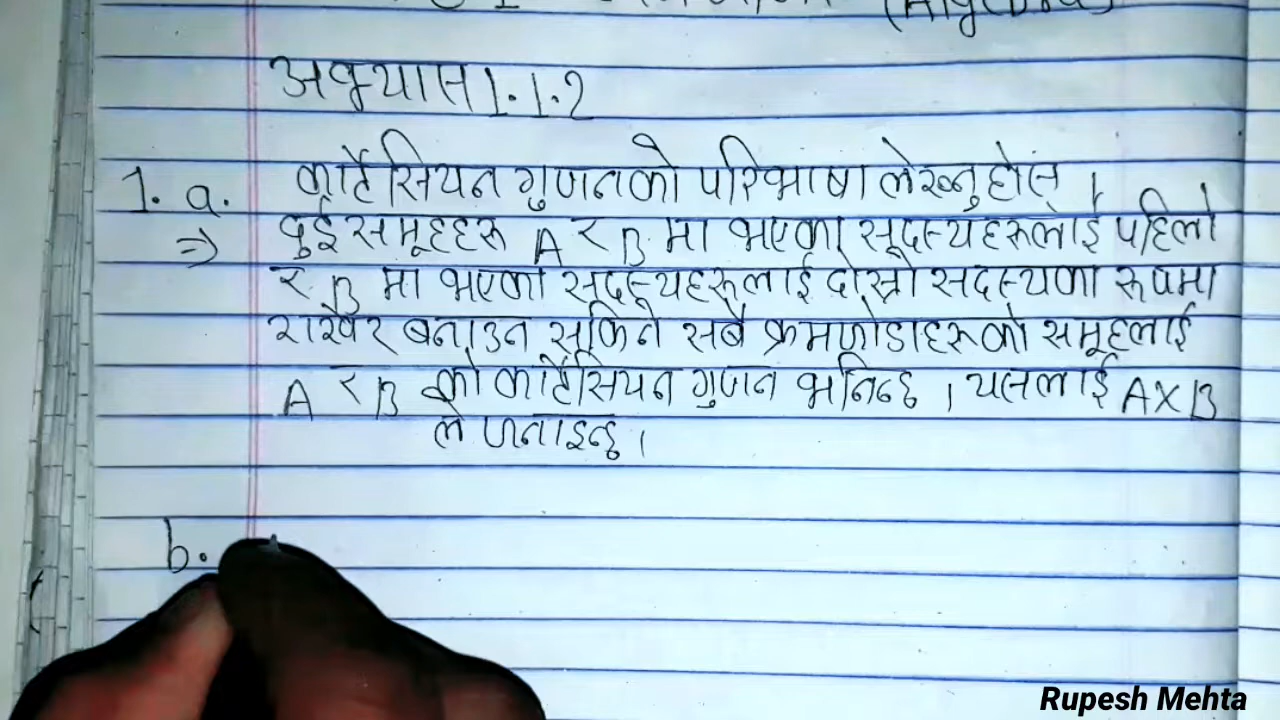 (Algebra)
अभ्यास 1.1.2
1. a. कार्टेसियन गुणनको परिभाषा लेख्नुहोस् ।
⇒ दुई समूहहरू A र B मा भएका सदस्यहरूलाई पहिलो
र B मा भएका सदस्यहरूलाई दोस्रो सदस्यका रूपमा
राखेर बनाउन सकिने सबै क्रमजोडाहरूको समूहलाई
A र B को कार्टेसियन गुणन भनिन्छ । यसलाई A×B
ले जनाइन्छ ।
b.
Rupesh Mehta